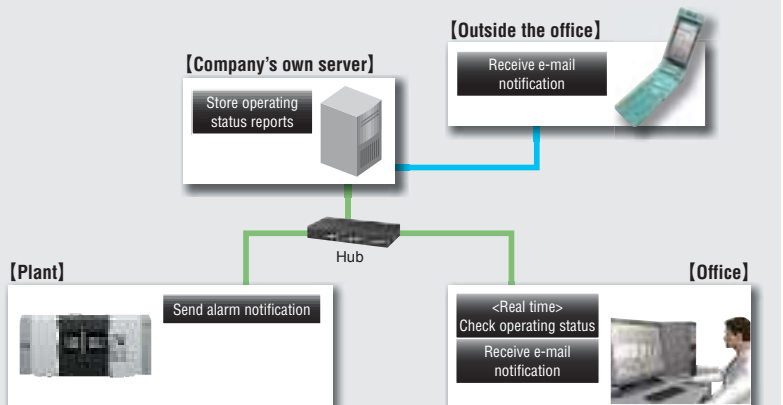 【Outside the office】
Receive e-mail
notification
【Company's own server】
Store operating
status reports
Hub
【Plant】
Send alarm notification
【Office】
<Real time>
Check operating status
Receive e-mail
notification